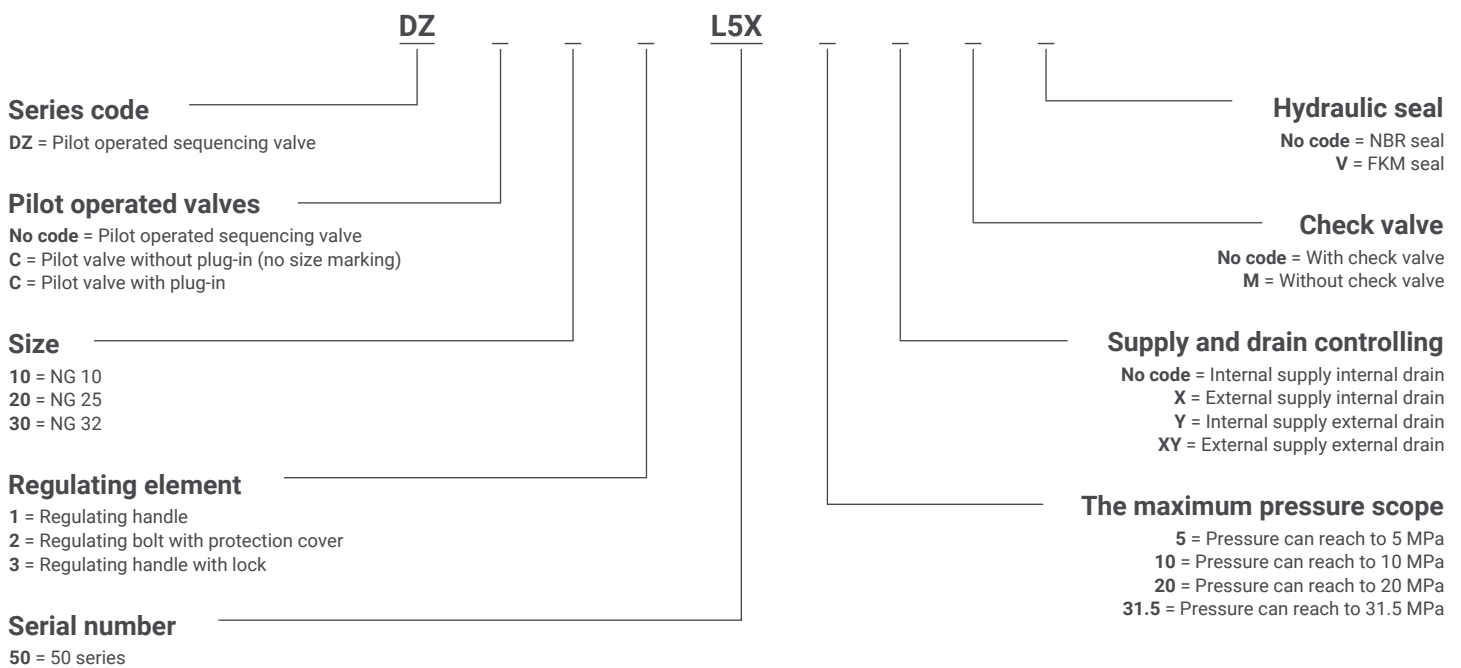 DZ _ _ _ L5X _ _ _ _
Series code
DZ = Pilot operated sequencing valve
Pilot operated valves
No code = Pilot operated sequencing valve
C = Pilot valve without plug-in (no size marking)
C = Pilot valve with plug-in
Size
10 = NG 10
20 = NG 25
30 = NG 32
Regulating element
1 = Regulating handle
2 = Regulating bolt with protection cover
3 = Regulating handle with lock
Serial number
50 = 50 series
Hydraulic seal
No code = NBR seal
V = FKM seal
Check valve
No code = With check valve
M = Without check valve
Supply and drain controlling
No code = Internal supply internal drain
X = External supply internal drain
Y = Internal supply external drain
XY = External supply external drain
The maximum pressure scope
5 = Pressure can reach to 5 MPa
10 = Pressure can reach to 10 MPa
20 = Pressure can reach to 20 MPa
31.5 = Pressure can reach to 31.5 MPa